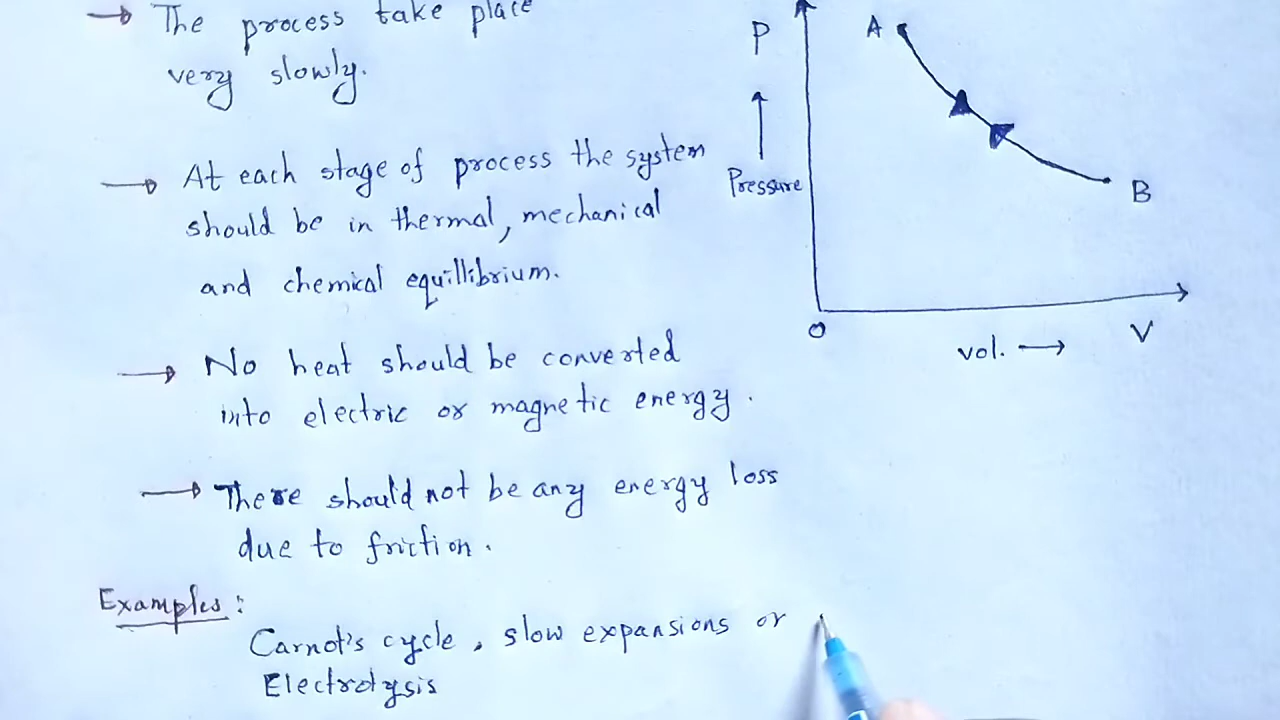 → The process take place
very slowly.
→ At each stage of process the system
should be in thermal, mechanical
and chemical equillibrium.
→ No heat should be converted
into electric or magnetic energy.
→ There should not be any energy loss
due to friction.
Examples:
Carnot's cycle, slow expansions or
Electrolysis
P
A
Pressure
B
O
vol. →
V